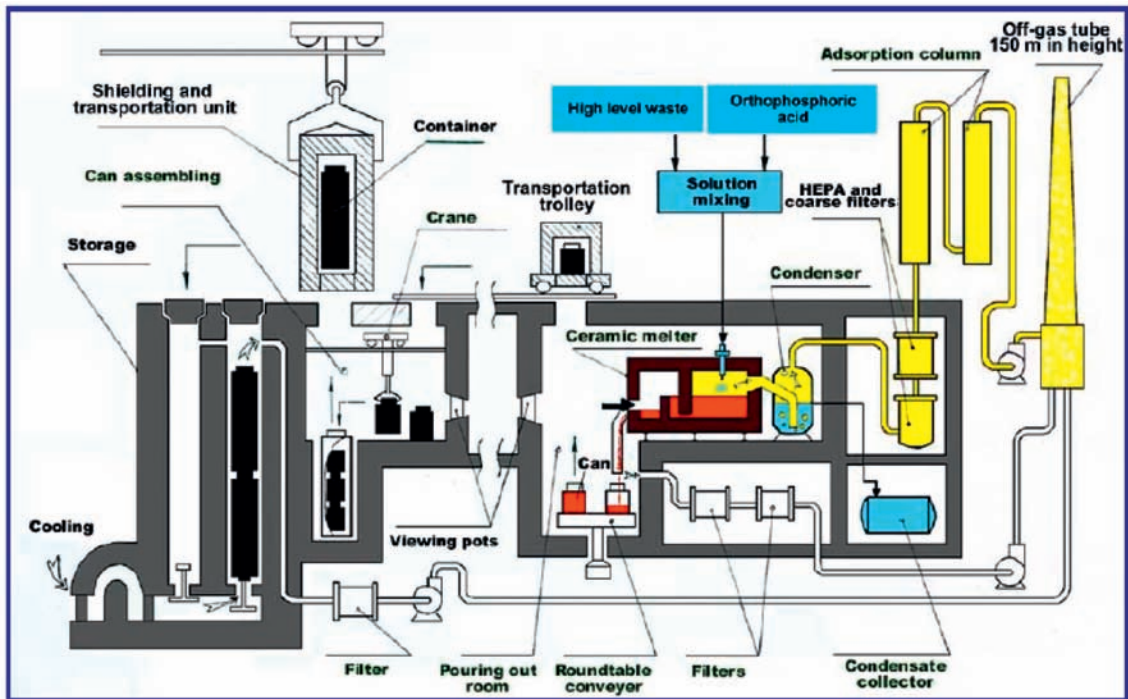 Off-gas tube
150 m in height
Adsorption column
Shielding and
transportation unit
High level waste
Orthophosphoric
acid
Container
Can assembling
Solution
mixing
HEPA and
coarse filters
Transportation
trolley
Crane
Storage
Condenser
Ceramic melter
Can
Cooling
Viewing pots
Filter
Pouring out
room
Roundtable
conveyer
Filters
Condensate
collector